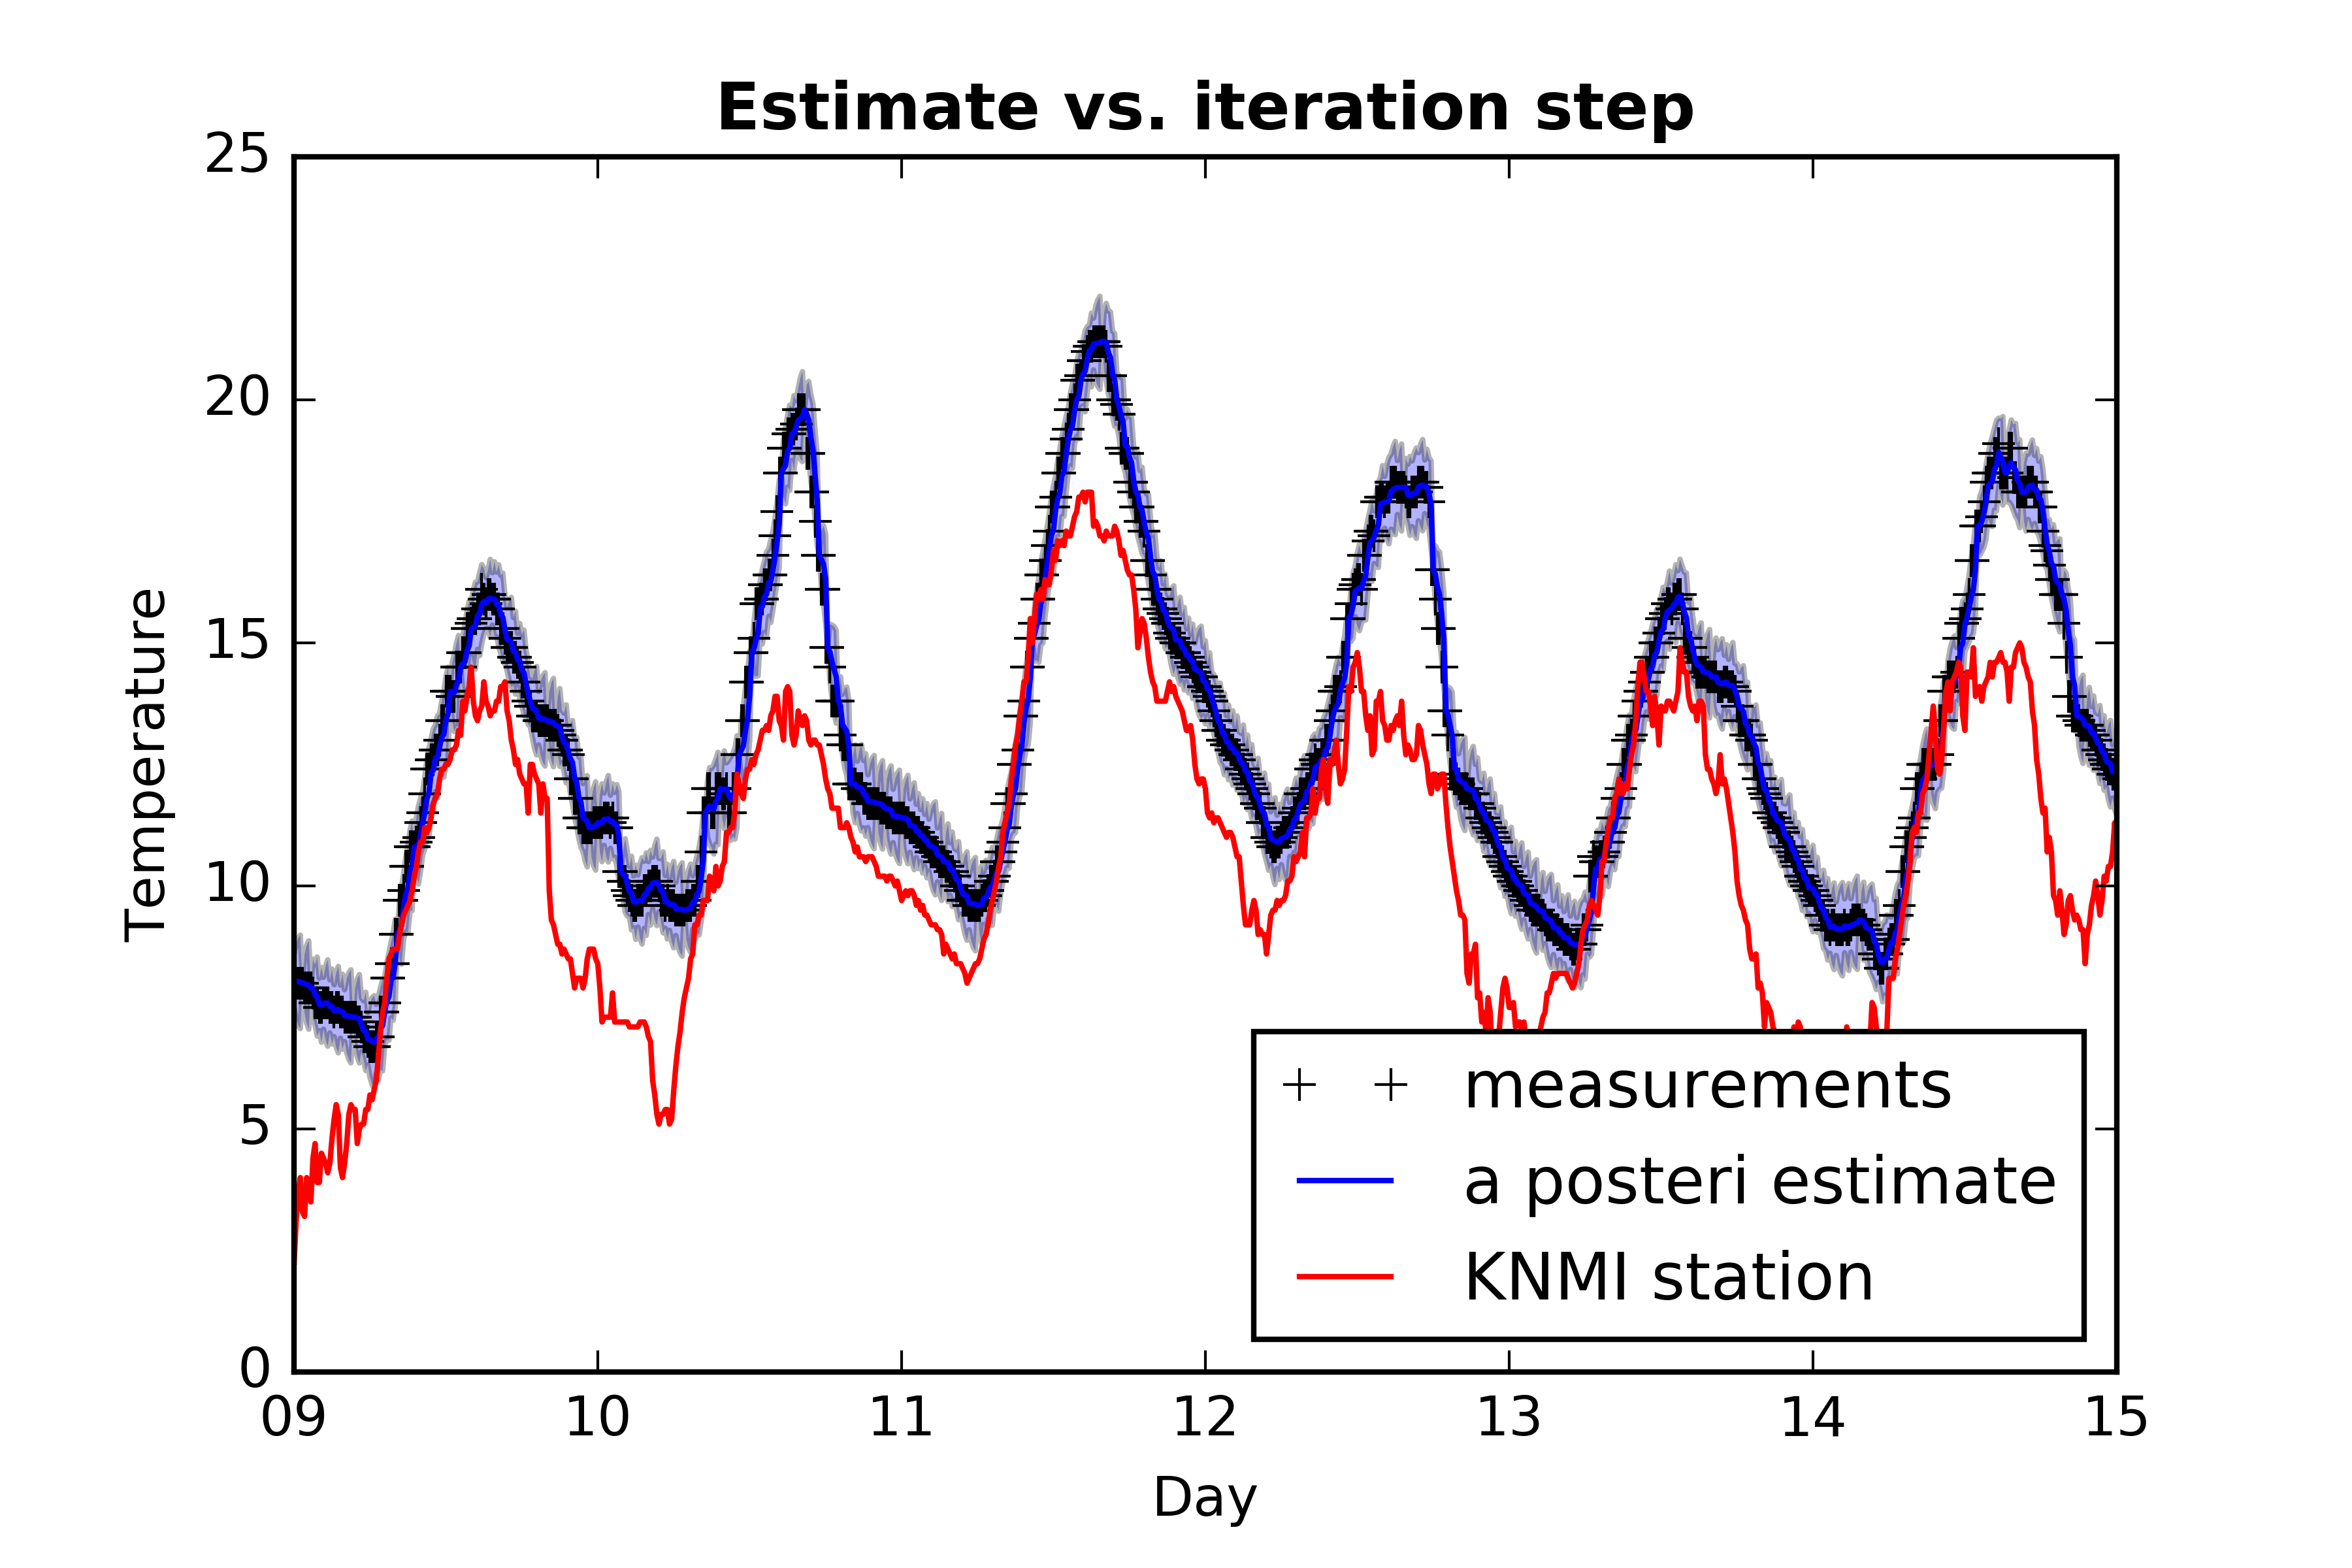 Estimate vs. iteration step
25
20
15
10
5
0
Temperature
measurements
a posteri estimate
KNMI station
09 10 11 12 13 14 15
Day